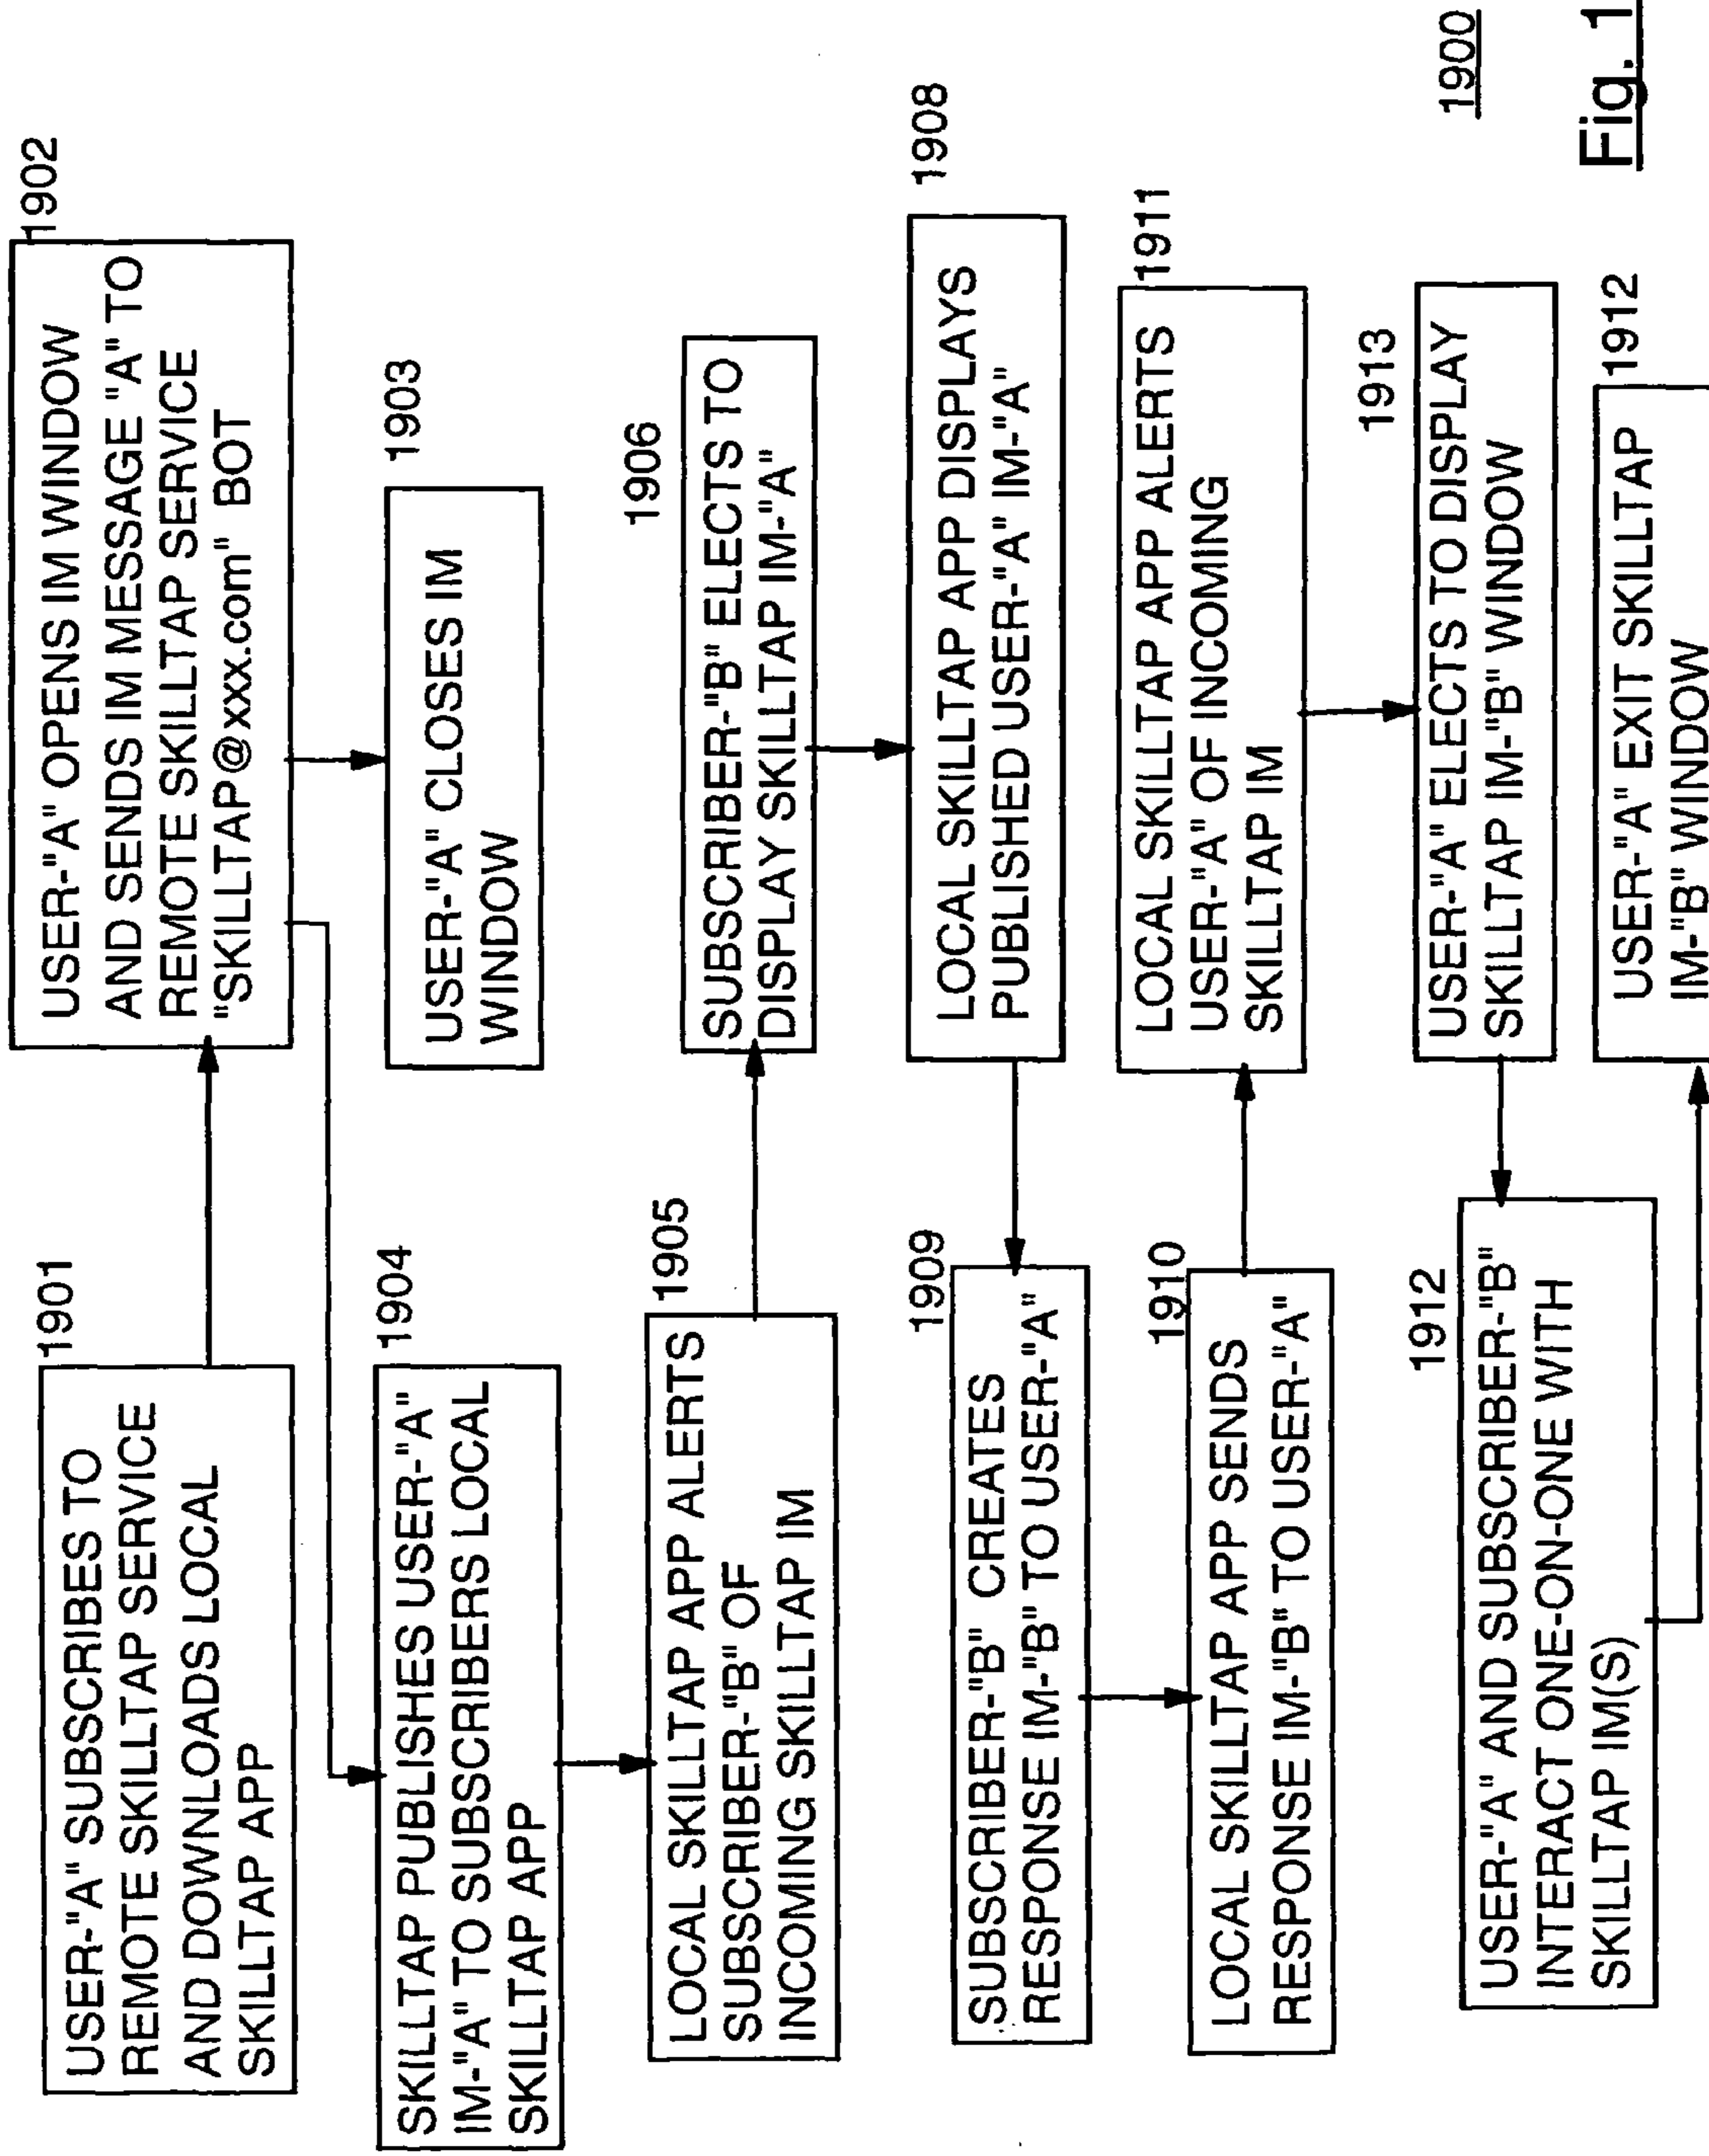 1901
USER-"A" SUBSCRIBES TO
REMOTE SKILLTAP SERVICE
AND DOWNLOADS LOCAL
SKILLTAP APP
1902
USER-"A" OPENS IM WINDOW
AND SENDS IM MESSAGE "A" TO
REMOTE SKILLTAP SERVICE
"SKILLTAP@xxx.com" BOT
1903
USER-"A" CLOSES IM
WINDOW
1904
SKILLTAP PUBLISHES USER-"A"
IM-"A" TO SUBSCRIBERS LOCAL
SKILLTAP APP
1905
LOCAL SKILLTAP APP ALERTS
SUBSCRIBER-"B" OF
INCOMING SKILLTAP IM
1906
SUBSCRIBER-"B" ELECTS TO
DISPLAY SKILLTAP IM-"A"
1908
LOCAL SKILLTAP APP DISPLAYS
PUBLISHED USER-"A" IM-"A"
1909
SUBSCRIBER-"B" CREATES
RESPONSE IM-"B" TO USER-"A"
1910
LOCAL SKILLTAP APP SENDS
RESPONSE IM-"B" TO USER-"A"
1911
LOCAL SKILLTAP APP ALERTS
USER-"A" OF INCOMING
SKILLTAP IM
1913
USER-"A" ELECTS TO DISPLAY
SKILLTAP IM-"B" WINDOW
1912
USER-"A" AND SUBSCRIBER-"B"
INTERACT ONE-ON-ONE WITH
SKILLTAP IM(S)
1912
USER-"A" EXIT SKILLTAP
IM-"B" WINDOW
1900
Fig. 1